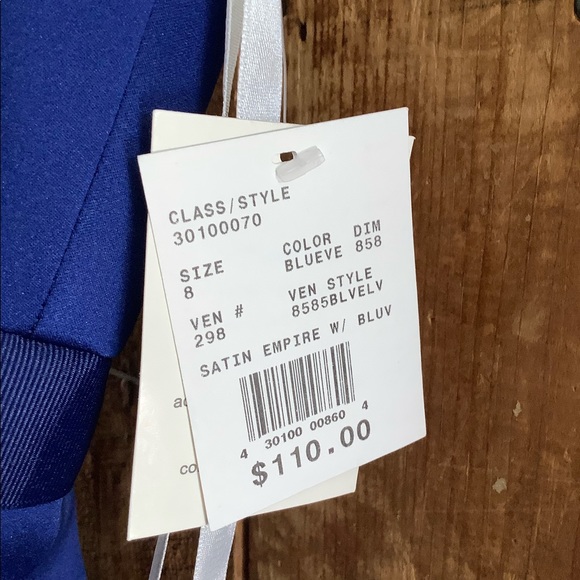 CLASS/STYLE
30100070
SIZE COLOR DIM
8 BLUEVE 858
VEN # VEN STYLE
298 8585BLVELV
SATIN EMPIRE W/ BLUV
4 30100 00860 4
$110.00